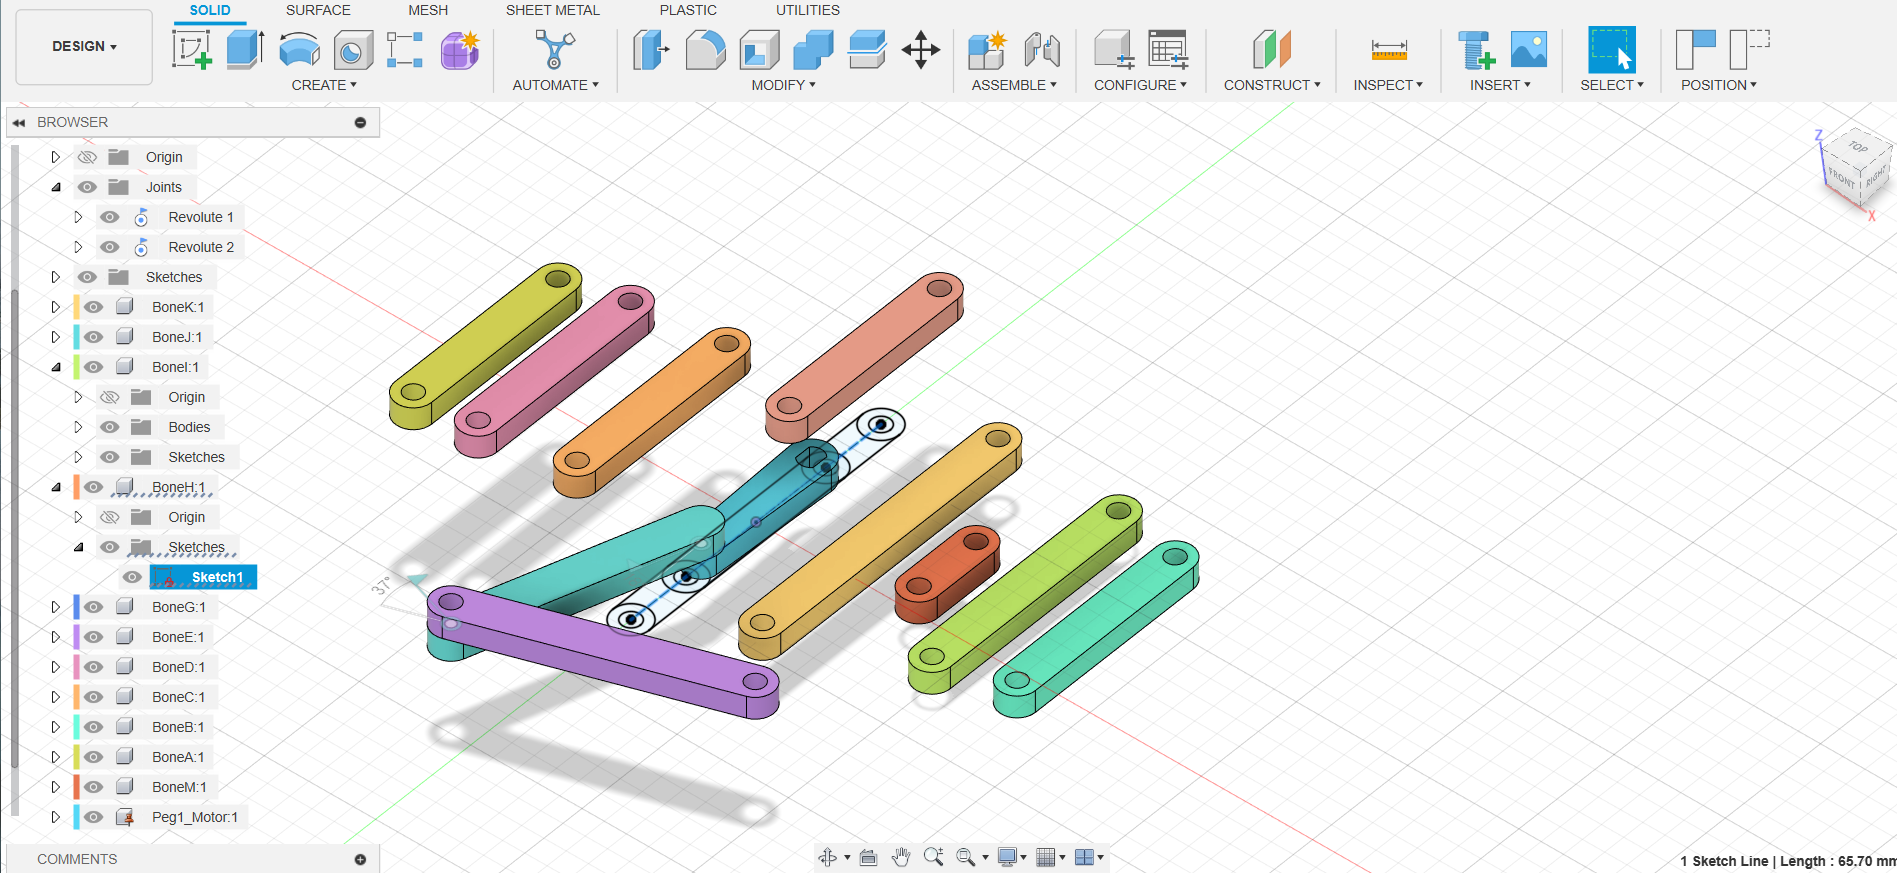 SOLID SURFACE MESH SHEET METAL PLASTIC UTILITIES
DESIGN
CREATE AUTOMATE MODIFY ASSEMBLE CONFIGURE CONSTRUCT INSPECT INSERT SELECT POSITION
BROWSER
Origin
Joints
Revolute 1
Revolute 2
Sketches
BoneK:1
BoneJ:1
BoneI:1
Origin
Bodies
Sketches
BoneH:1
Origin
Sketches
Sketch1
BoneG:1
BoneE:1
BoneD:1
BoneC:1
BoneB:1
BoneA:1
BoneM:1
Peg1_Motor:1
COMMENTS
37°
Z
TOP
FRONT RIGHT
X
1 Sketch Line | Length : 65.70 mm